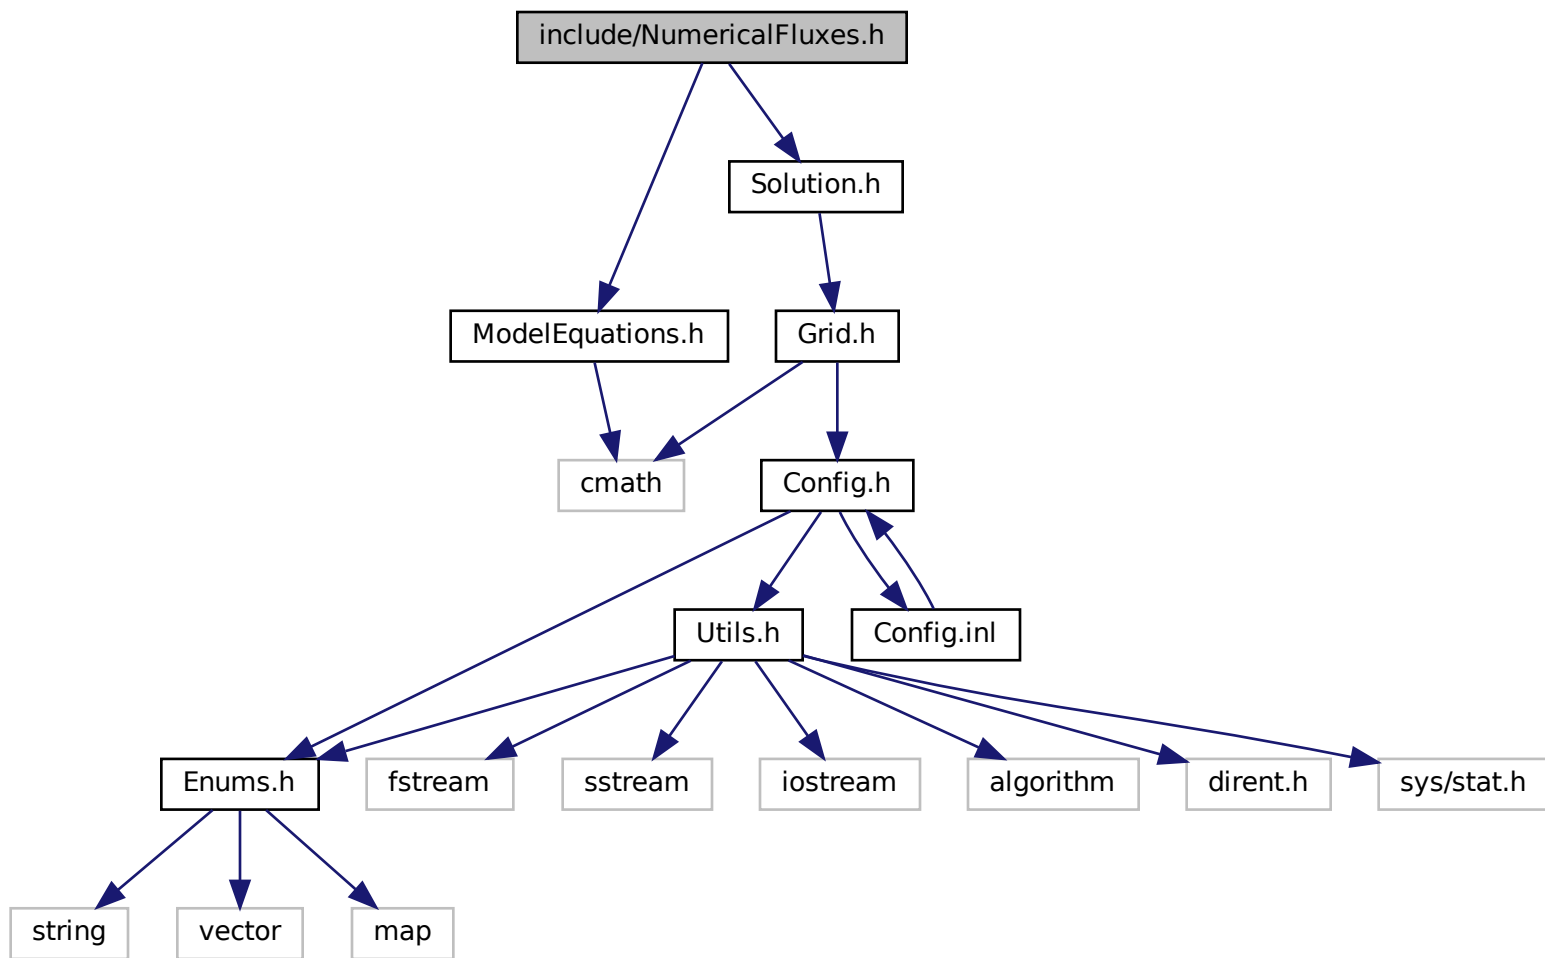 include/NumericalFluxes.h
Solution.h
ModelEquations.h
Grid.h
cmath
Config.h
Utils.h
Config.inl
Enums.h
fstream
sstream
iostream
algorithm
dirent.h
sys/stat.h
string
vector
map